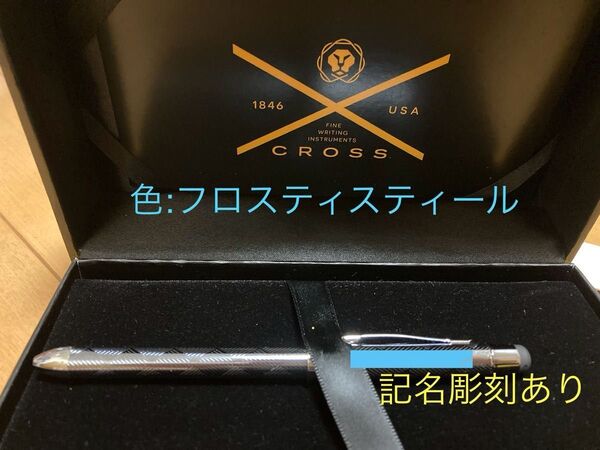 1846 USA
FINE
WRITING
INSTRUMENTS
CROSS
色:フロスティスティール
記名彫刻あり